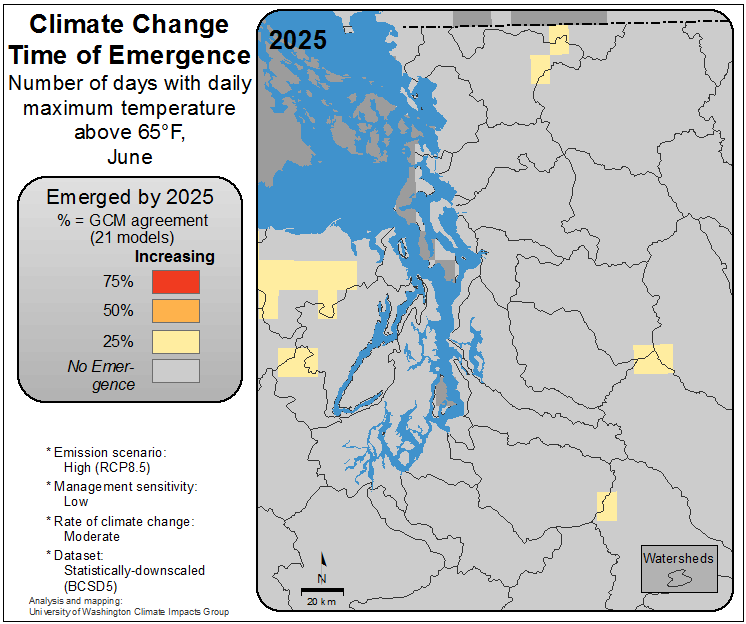 Climate Change
Time of Emergence
Number of days with daily
maximum temperature
above 65°F,
June
Emerged by 2025
% = GCM agreement
(21 models)
Increasing
75%
50%
25%
No Emer-
gence
* Emission scenario:
High (RCP8.5)
* Management sensitivity:
Low
* Rate of climate change:
Moderate
* Dataset:
Statistically-downscaled
(BCSD5)
Analysis and mapping:
University of Washington Climate Impacts Group
2025
N
20 km
Watersheds